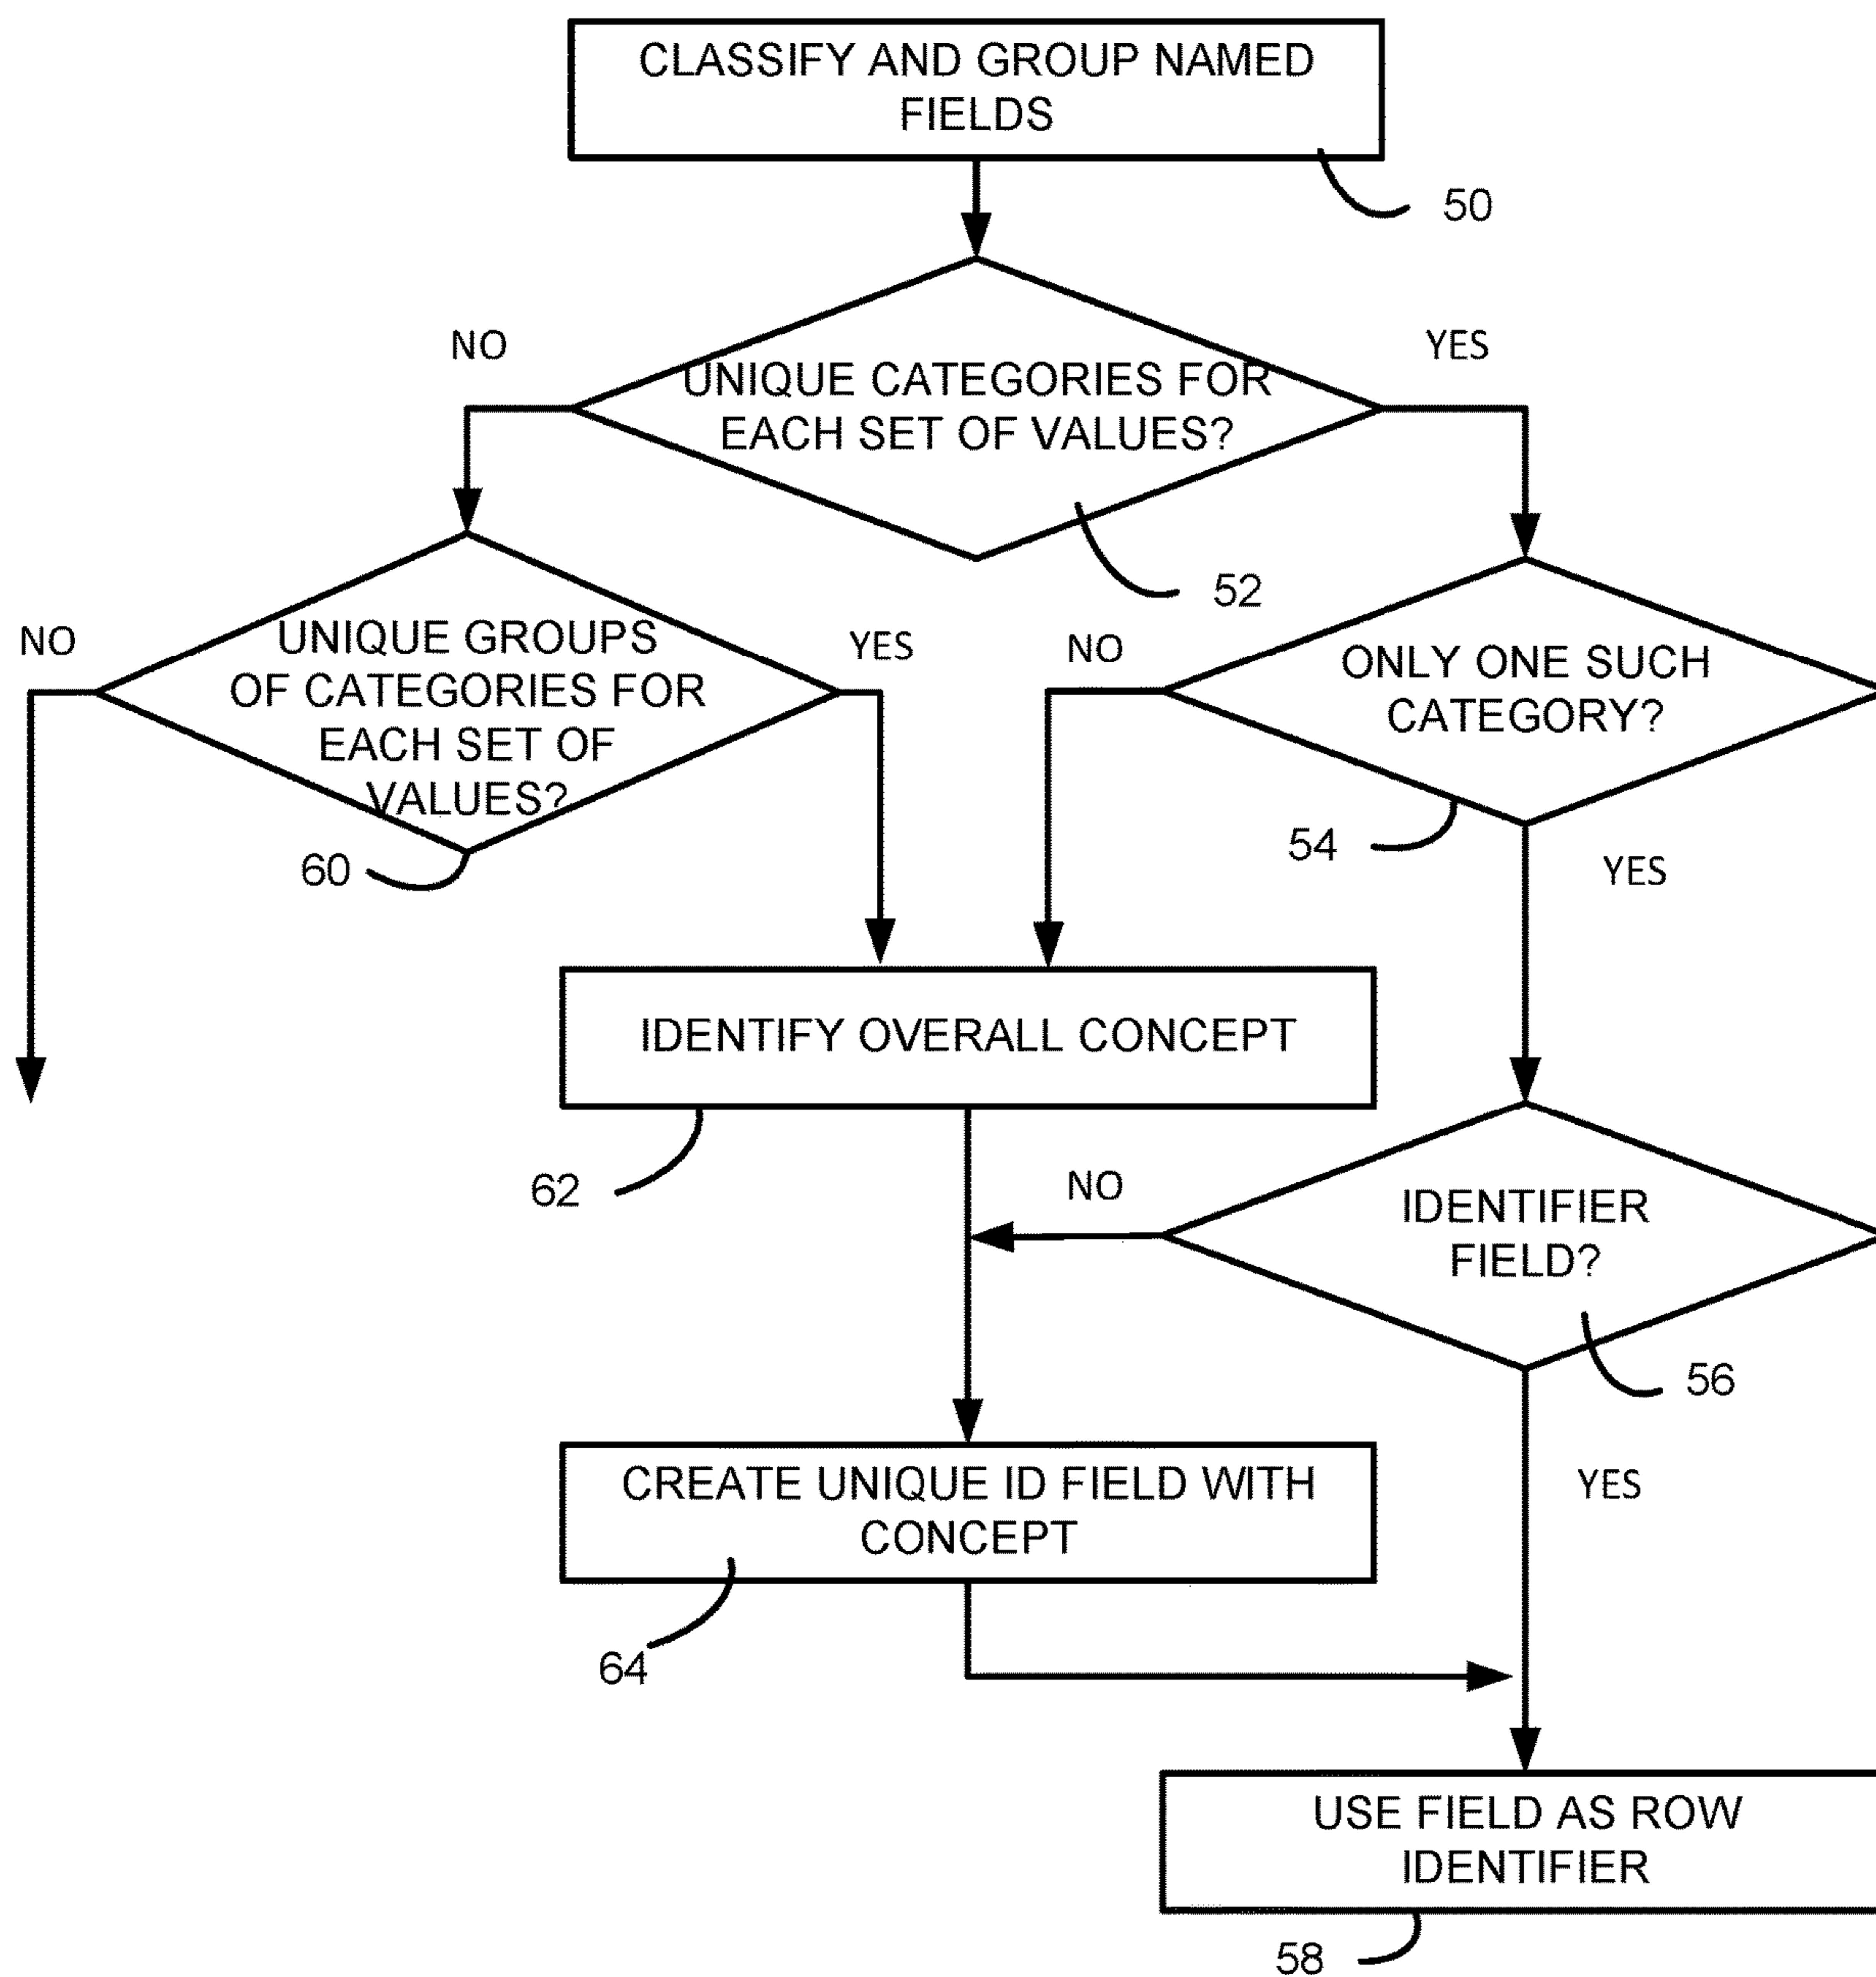 CLASSIFY AND GROUP NAMED
FIELDS
50
NO
YES
UNIQUE CATEGORIES FOR
EACH SET OF VALUES?
52
NO
UNIQUE GROUPS
OF CATEGORIES FOR
EACH SET OF
VALUES?
YES
60
NO
ONLY ONE SUCH
CATEGORY?
54
YES
IDENTIFY OVERALL CONCEPT
62
NO
IDENTIFIER
FIELD?
56
YES
CREATE UNIQUE ID FIELD WITH
CONCEPT
64
USE FIELD AS ROW
IDENTIFIER
58